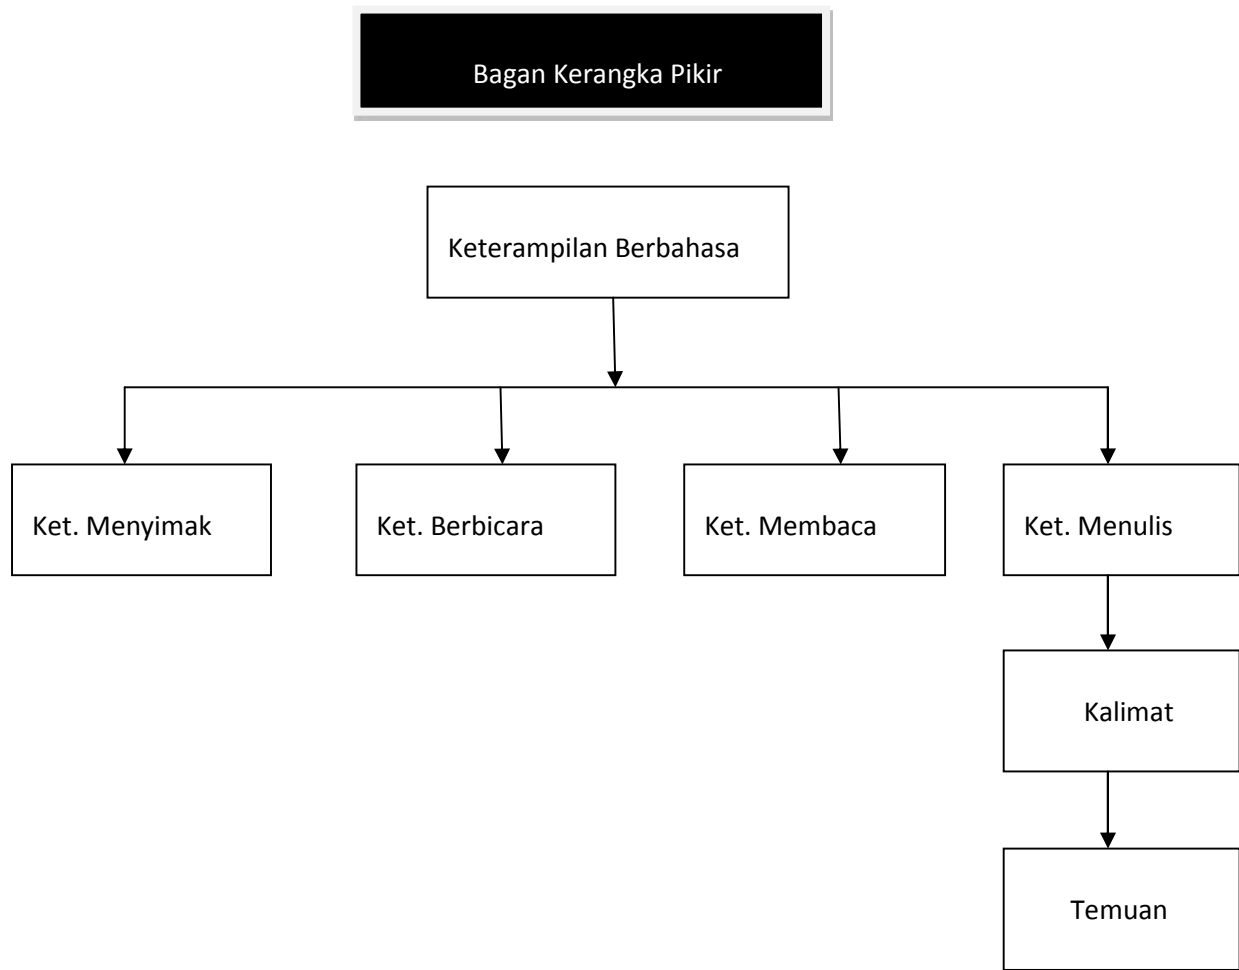 Bagan Kerangka Pikir
Keterampilan Berbahasa
Ket. Menyimak
Ket. Berbicara
Ket. Membaca
Ket. Menulis
Kalimat
Temuan